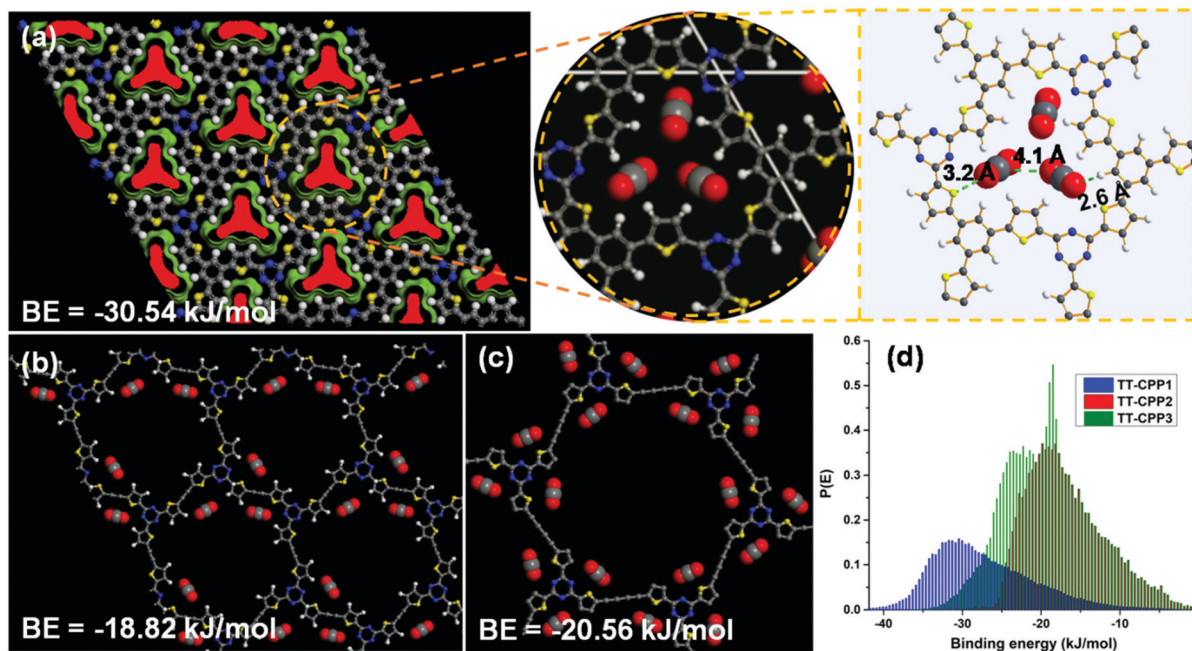 (a)
BE = -30.54 kJ/mol
3.2 Å
4.1 Å
2.6 Å
(b)
BE = -18.82 kJ/mol
(c)
BE = -20.56 kJ/mol
(d)
TT-CPP1
TT-CPP2
TT-CPP3
P(E)
0.6
0.5
0.4
0.3
0.2
0.1
0.0
-40 -30 -20 -10
Binding energy (kJ/mol)